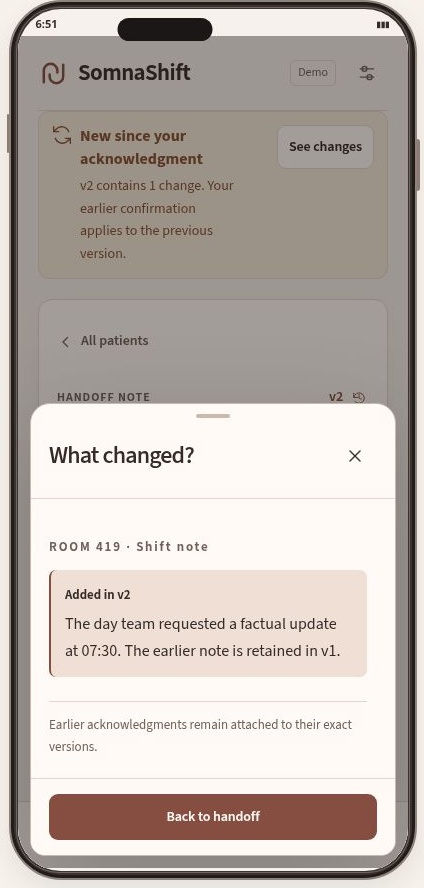 6:51
SomnaShift
Demo
New since your
acknowledgment
See changes
v2 contains 1 change. Your
earlier confirmation
applies to the previous
version.
All patients
HANDOFF NOTE
v2
What changed?
ROOM 419 · Shift note
Added in v2
The day team requested a factual update
at 07:30. The earlier note is retained in v1.
Earlier acknowledgments remain attached to their exact
versions.
Back to handoff